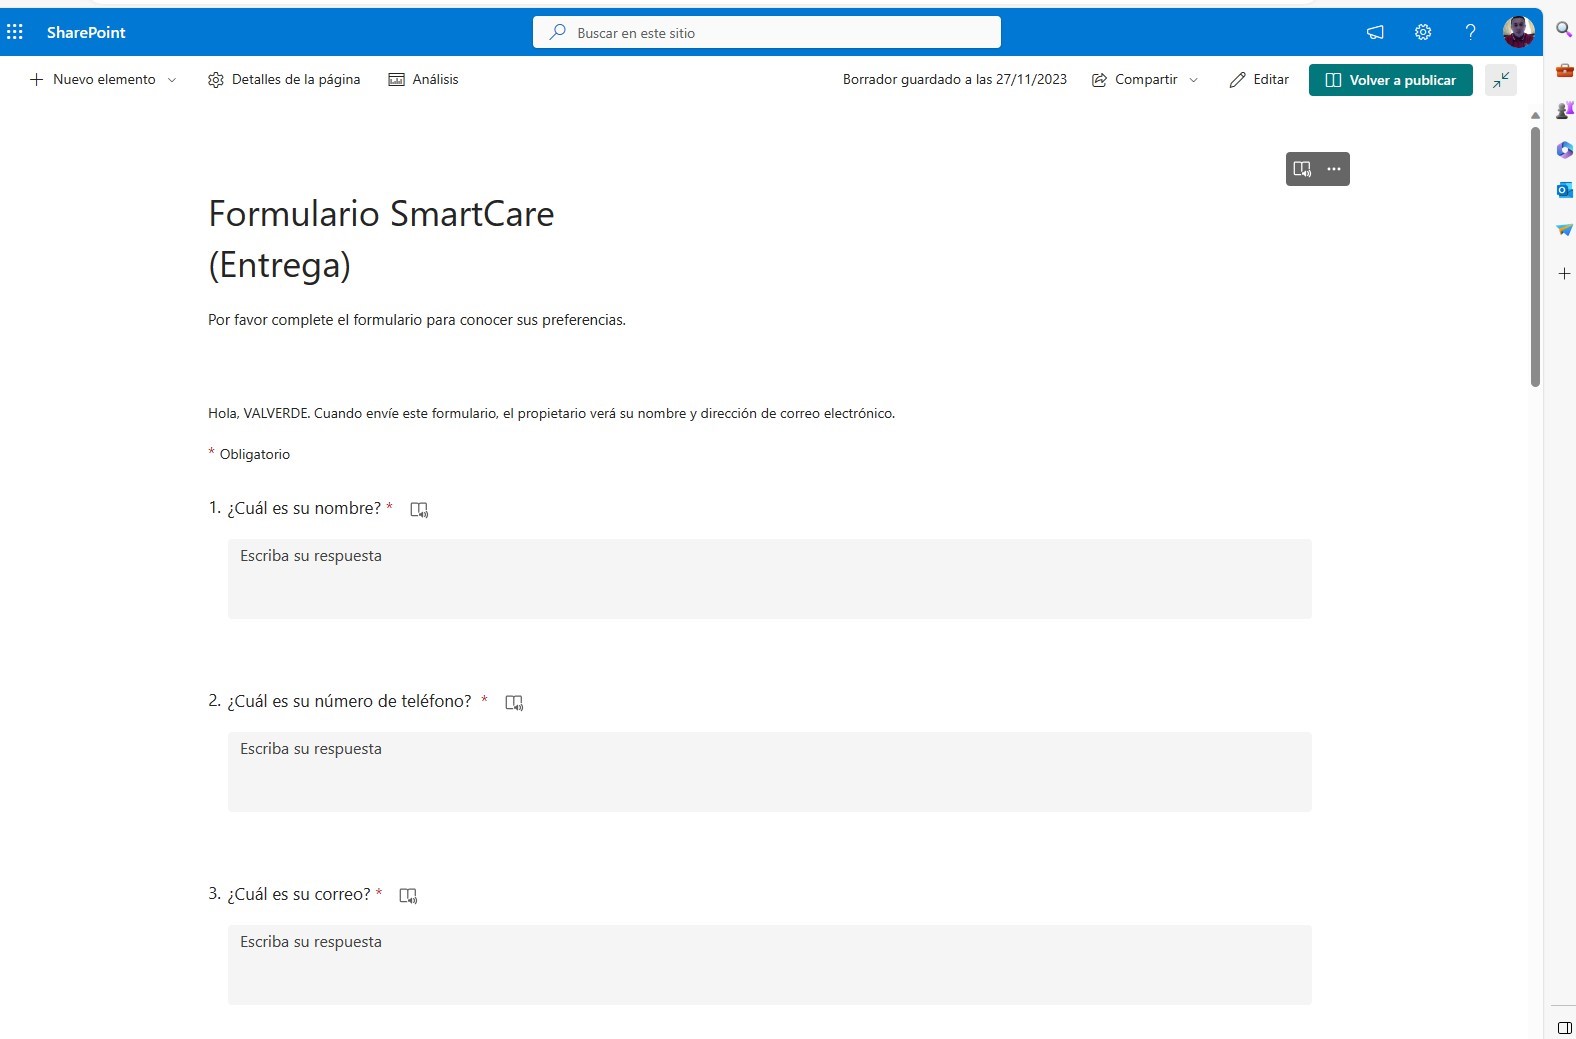 SharePoint
Buscar en este sitio
?
Nuevo elemento
Detalles de la página
Análisis
Borrador guardado a las 27/11/2023
Compartir
Editar
Volver a publicar
Formulario SmartCare
(Entrega)
Por favor complete el formulario para conocer sus preferencias.
Hola, VALVERDE. Cuando envíe este formulario, el propietario verá su nombre y dirección de correo electrónico.
* Obligatorio
1. ¿Cuál es su nombre? *
Escriba su respuesta
2. ¿Cuál es su número de teléfono? *
Escriba su respuesta
3. ¿Cuál es su correo? *
Escriba su respuesta